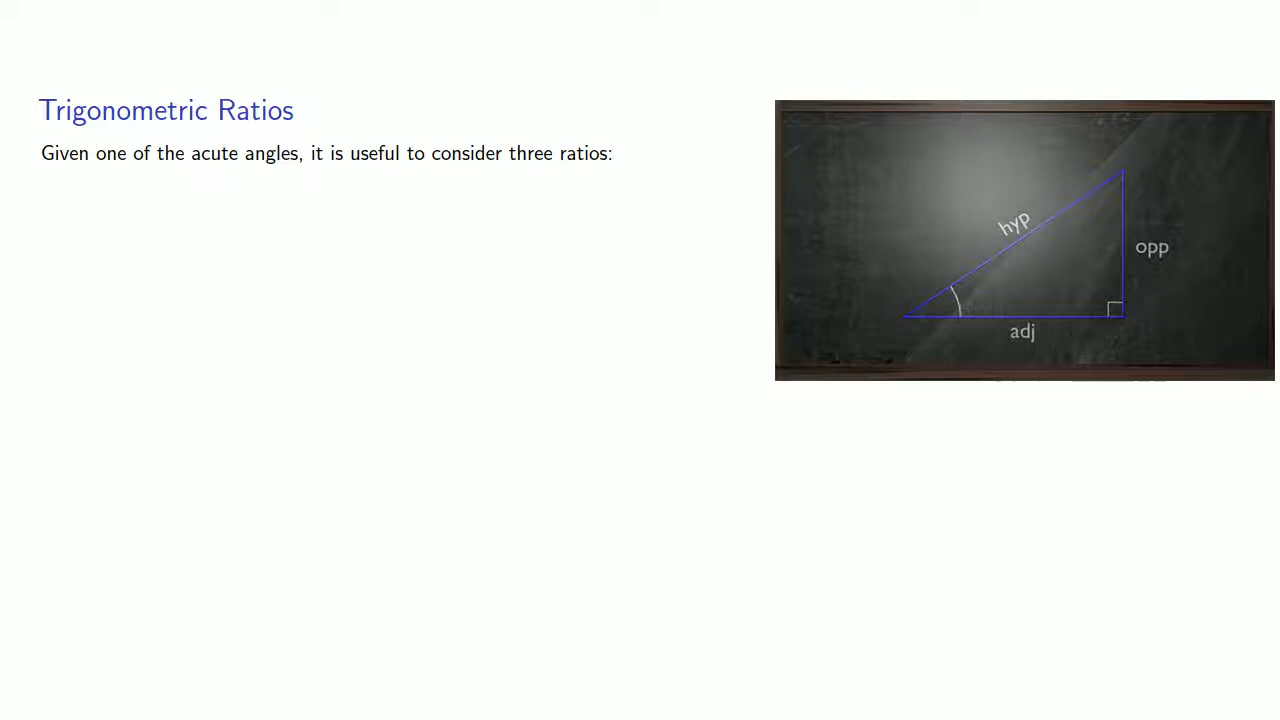 Trigonometric Ratios
Given one of the acute angles, it is useful to consider three ratios:
hyp
opp
adj